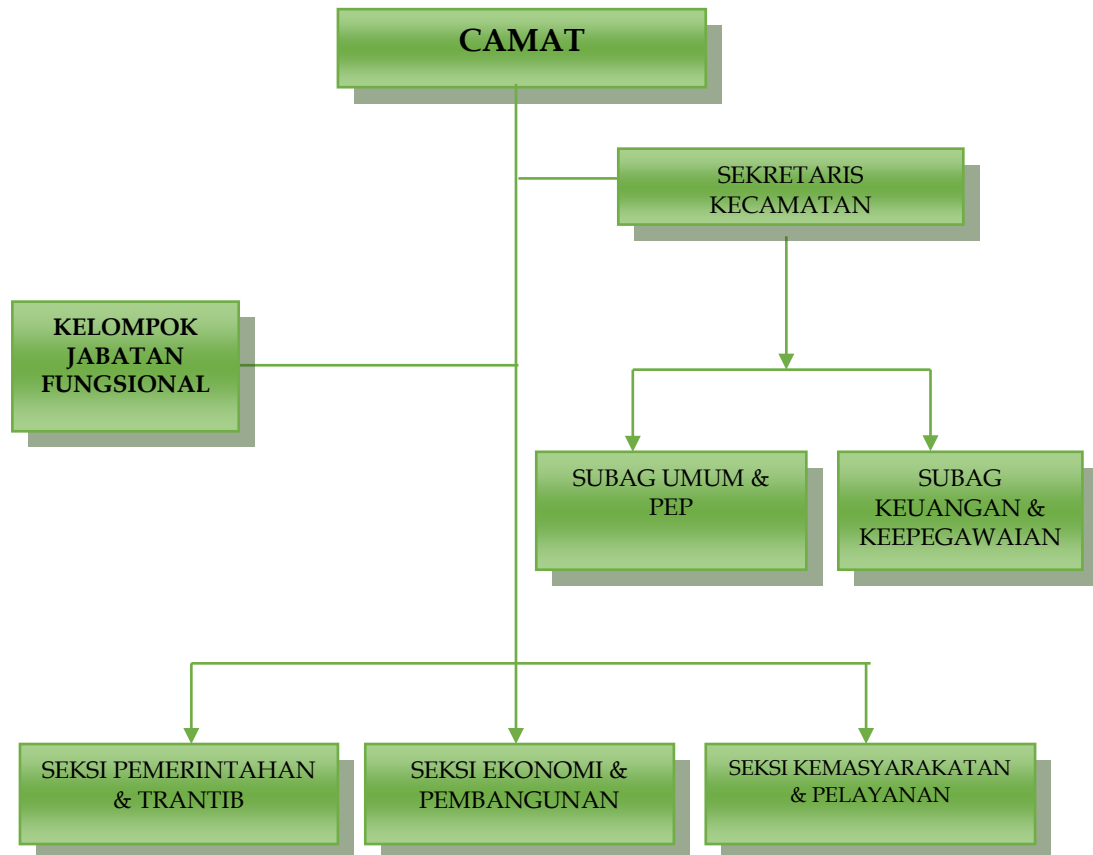 CAMAT
SEKRETARIS
KECAMATAN
KELOMPOK
JABATAN
FUNGSIONAL
SUBAG UMUM &
PEP
SUBAG
KEUANGAN &
KEEPEGAWAIAN
SEKSI PEMERINTAHAN
& TRANTIB
SEKSI EKONOMI &
PEMBANGUNAN
SEKSI KEMASYARAKATAN
& PELAYANAN